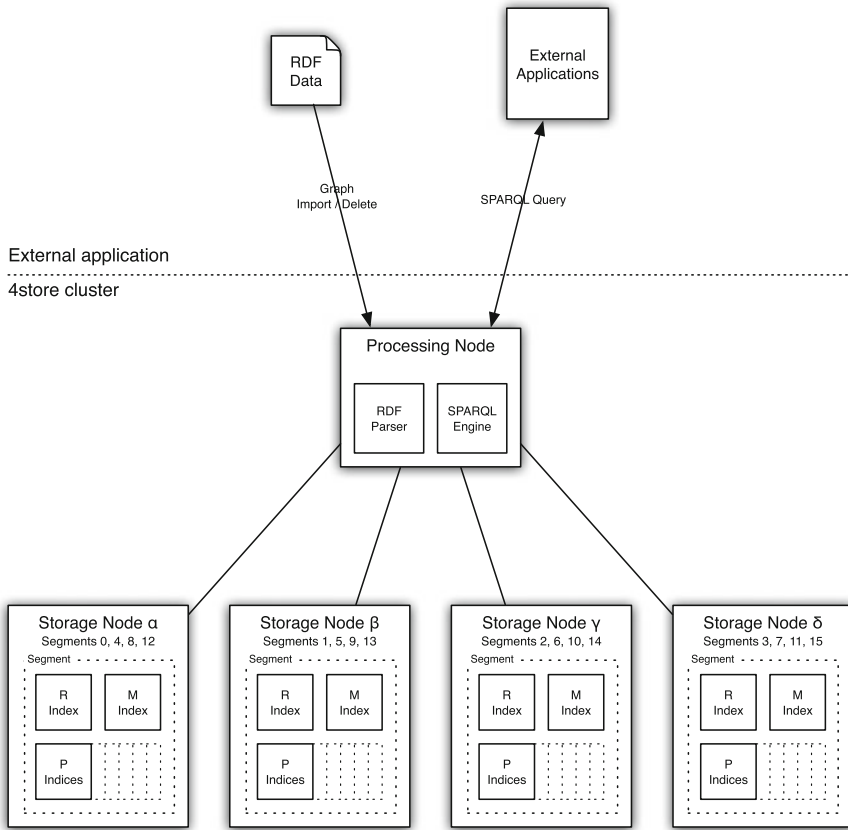 RDF
Data
External
Applications
Graph
Import / Delete
SPARQL Query
External application
4store cluster
Processing Node
RDF
Parser
SPARQL
Engine
Storage Node α
Segments 0, 4, 8, 12
Segment
R
Index
M
Index
P
Indices
Storage Node β
Segments 1, 5, 9, 13
Segment
R
Index
M
Index
P
Indices
Storage Node γ
Segments 2, 6, 10, 14
Segment
R
Index
M
Index
P
Indices
Storage Node δ
Segments 3, 7, 11, 15
Segment
R
Index
M
Index
P
Indices